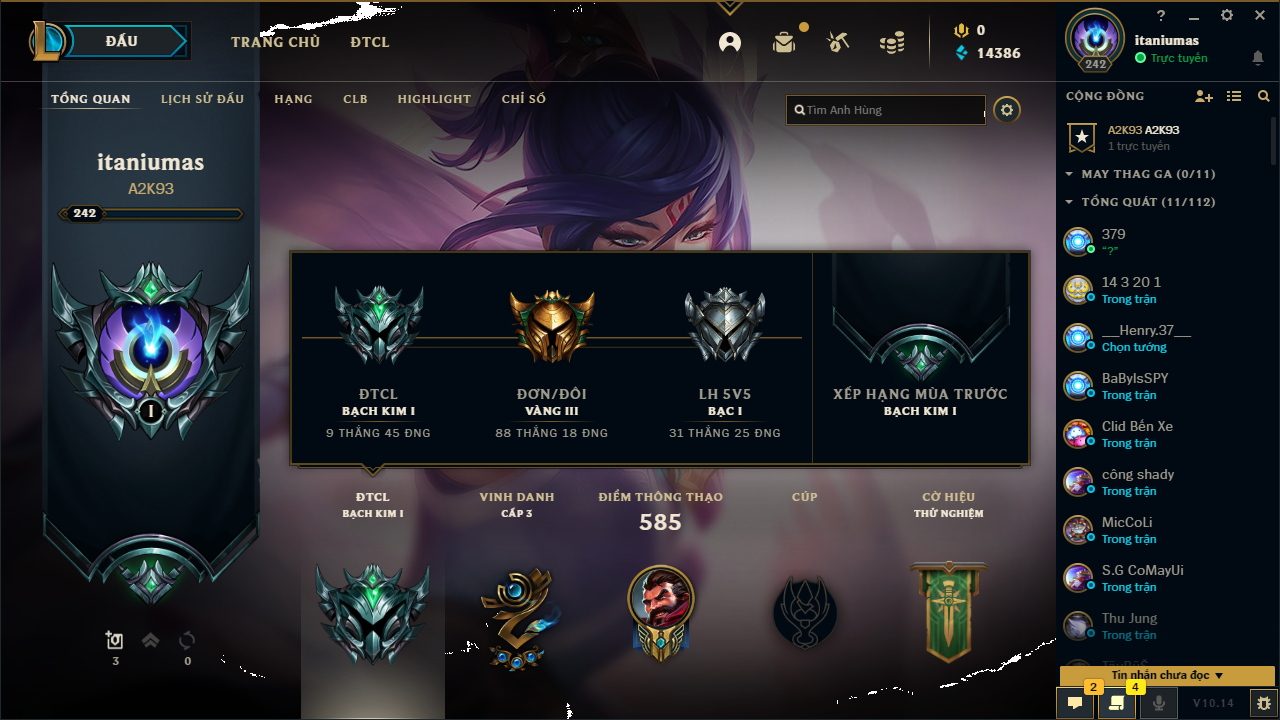 ĐẤU
TRANG CHỦ
ĐTCL
0
14386
?
itaniumas
Trực tuyến
242
TỔNG QUAN
LỊCH SỬ ĐẤU
HẠNG
CLB
HIGHLIGHT
CHỈ SỐ
Tìm Anh Hùng
itaniumas
A2K93
242
I
3
0
ĐTCL
BẠCH KIM I
9 THẮNG 45 ĐNG
ĐƠN/ĐÔI
VÀNG III
88 THẮNG 18 ĐNG
LH 5V5
BẠC I
31 THẮNG 25 ĐNG
XẾP HẠNG MÙA TRƯỚC
BẠCH KIM I
ĐTCL
BẠCH KIM I
VINH DANH
CẤP 3
ĐIỂM THÔNG THẠO
585
CÚP
CỜ HIỆU
THỬ NGHIỆM
CỘNG ĐỒNG
A2K93 A2K93
1 trực tuyến
MAY THAG GA (0/11)
TỔNG QUÁT (11/112)
379
"?"
14 3 20 1
Trong trận
__Henry.37__
Chọn tướng
BaByIsSPY
Trong trận
Clid Bến Xe
Trong trận
công shady
Trong trận
MicCoLi
Trong trận
S.G CoMayUi
Trong trận
Thu Jung
Trong trận
Tin nhắn chưa đọc
2
4
V10.14